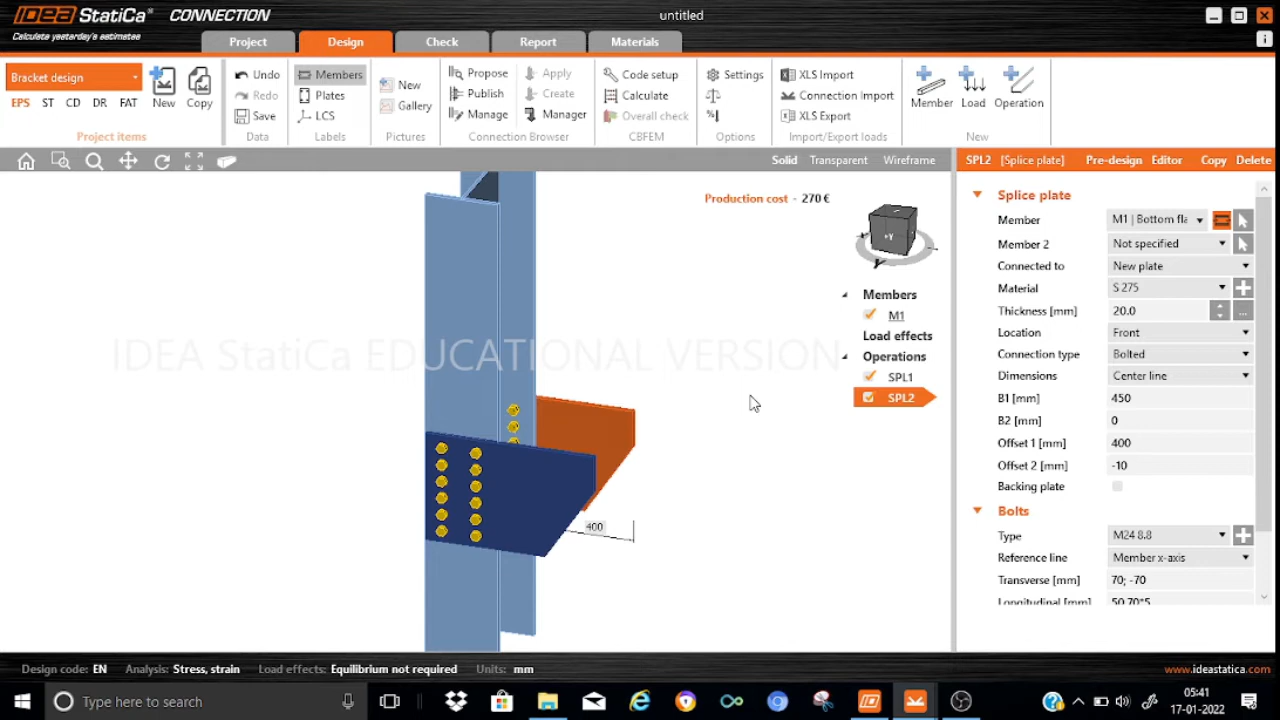 IDEA StatiCa® CONNECTION
untitled
Calculate yesterday's estimates
Project Design Check Report Materials
Bracket design
EPS ST CD DR FAT
New Copy
Project items
Undo
Redo
Save
Data
Members
Plates
LCS
Labels
New
Gallery
Pictures
Propose
Publish
Manage
Apply
Create
Manager
Connection Browser
Code setup
Calculate
Overall check
CBFEM
Settings
Options
XLS Import
Connection Import
XLS Export
Import/Export loads
Member Load Operation
New
Solid Transparent Wireframe
SPL2 [Splice plate] Pre-design Editor Copy Delete
Production cost - 270 €
+Y
Y
Members
M1
Load effects
Operations
SPL1
SPL2
400
IDEA StatiCa EDUCATIONAL VERSION
Splice plate
Member M1 | Bottom fla
Member 2 Not specified
Connected to New plate
Material S 275
Thickness [mm] 20.0
Location Front
Connection type Bolted
Dimensions Center line
B1 [mm] 450
B2 [mm] 0
Offset 1 [mm] 400
Offset 2 [mm] -10
Backing plate
Bolts
Type M24 8.8
Reference line Member x-axis
Transverse [mm] 70; -70
Longitudinal [mm] 50 70*5
Design code: EN Analysis: Stress, strain Load effects: Equilibrium not required Units: mm
www.ideastatica.com
Type here to search
05:41
17-01-2022